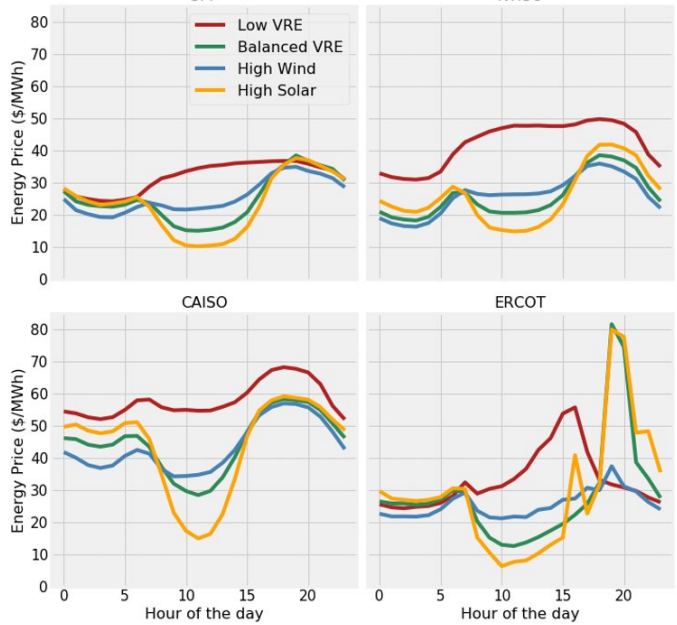 Low VRE
Balanced VRE
High Wind
High Solar
Energy Price ($/MWh)
80
70
60
50
40
30
20
10
0
CAISO
ERCOT
Energy Price ($/MWh)
80
70
60
50
40
30
20
10
0
0 5 10 15 20
0 5 10 15 20
Hour of the day
Hour of the day